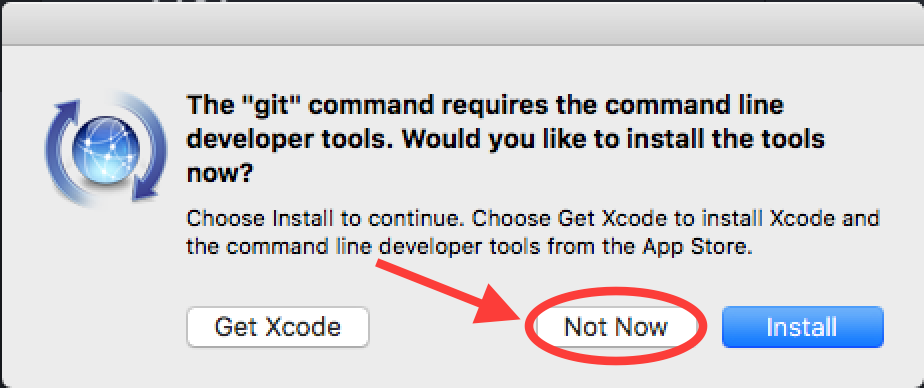 The "git" command requires the command line
developer tools. Would you like to install the tools
now?
Choose Install to continue. Choose Get Xcode to install Xcode and
the command line developer tools from the App Store.
Get Xcode
Not Now
Install